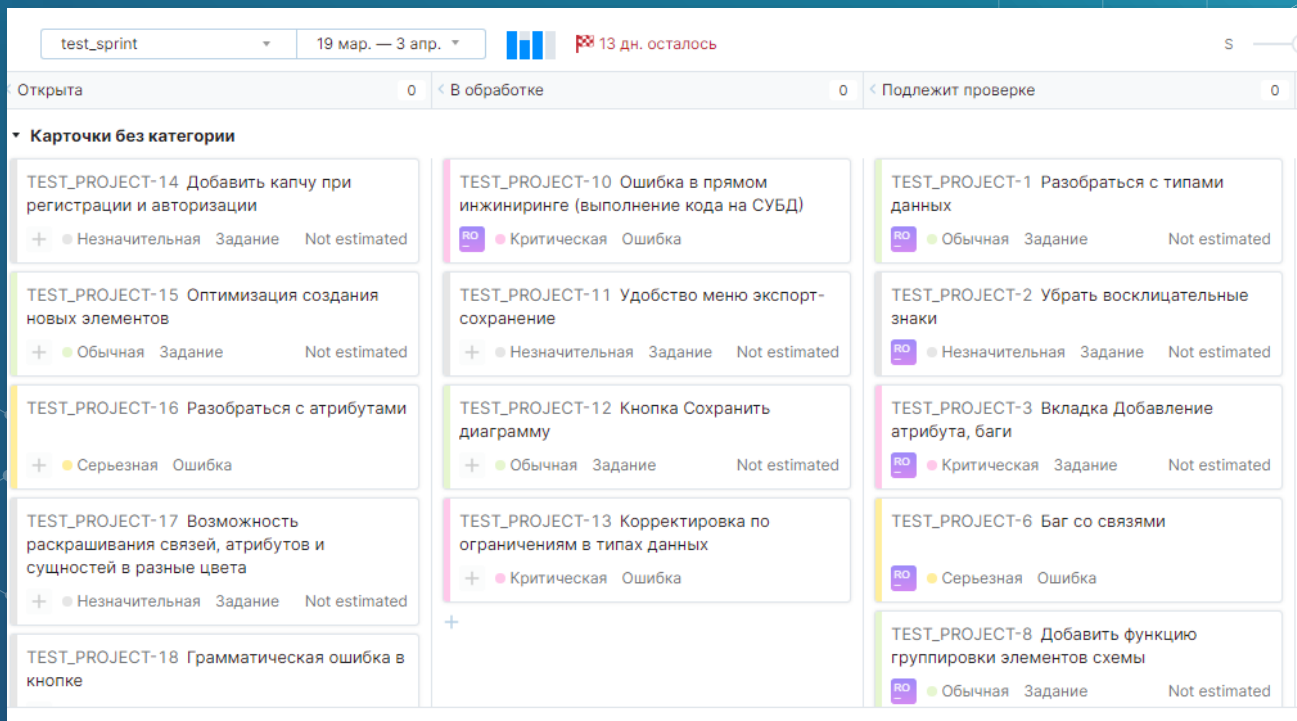 test_sprint
19 мар. — 3 апр.
13 дн. осталось
S
Открыта 0
В обработке 0
Подлежит проверке 0
Карточки без категории
TEST_PROJECT-14 Добавить капчу при
регистрации и авторизации
Незначительная Задание Not estimated
TEST_PROJECT-15 Оптимизация создания
новых элементов
Обычная Задание Not estimated
TEST_PROJECT-16 Разобраться с атрибутами
Серьезная Ошибка
TEST_PROJECT-17 Возможность
раскрашивания связей, атрибутов и
сущностей в разные цвета
Незначительная Задание Not estimated
TEST_PROJECT-18 Грамматическая ошибка в
кнопке
TEST_PROJECT-10 Ошибка в прямом
инжиниринге (выполнение кода на СУБД)
RO Критическая Ошибка
TEST_PROJECT-11 Удобство меню экспорт-
сохранение
Незначительная Задание Not estimated
TEST_PROJECT-12 Кнопка Сохранить
диаграмму
Обычная Задание Not estimated
TEST_PROJECT-13 Корректировка по
ограничениям в типах данных
Критическая Ошибка
TEST_PROJECT-1 Разобраться с типами
данных
RO Обычная Задание Not estimated
TEST_PROJECT-2 Убрать восклицательные
знаки
RO Незначительная Задание Not estimated
TEST_PROJECT-3 Вкладка Добавление
атрибута, баги
RO Критическая Задание Not estimated
TEST_PROJECT-6 Баг со связями
RO Серьезная Ошибка
TEST_PROJECT-8 Добавить функцию
группировки элементов схемы
RO Обычная Задание Not estimated